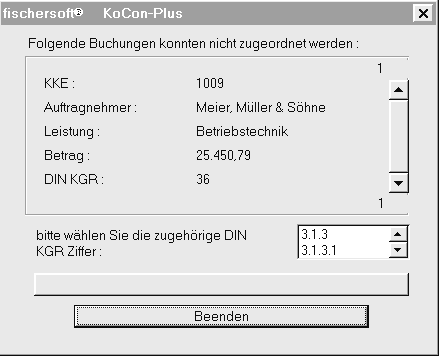 fischersoft® KoCon-Plus
Folgende Buchungen konnten nicht zugeordnet werden :
1
KKE : 1009
Auftragnehmer : Meier, Müller & Söhne
Leistung : Betriebstechnik
Betrag : 25.450,79
DIN KGR : 36
1
bitte wählen Sie die zugehörige DIN
KGR Ziffer :
3.1.3
3.1.3.1
Beenden